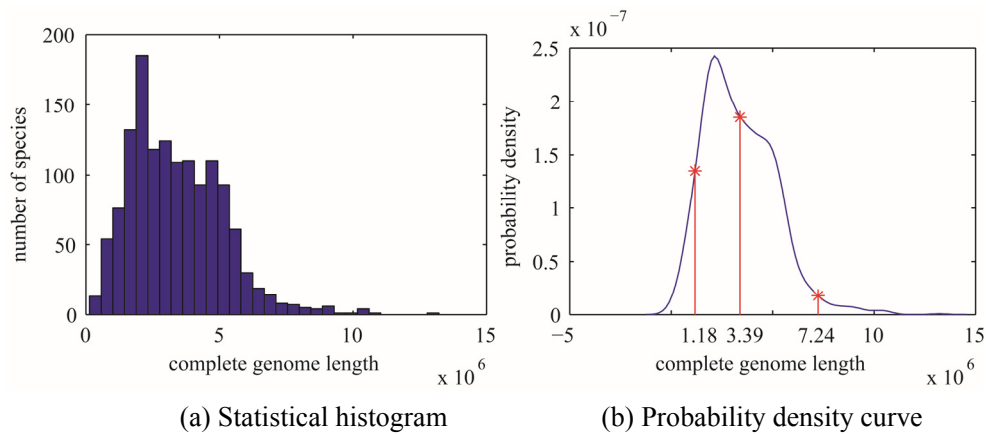 200
150
100
50
0
number of species
0
5
10
15
complete genome length
x 10^6
(a) Statistical histogram
x 10^-7
2.5
2
1.5
1
0.5
0
probability density
-5
1.18
3.39
7.24
10
15
complete genome length
x 10^6
(b) Probability density curve